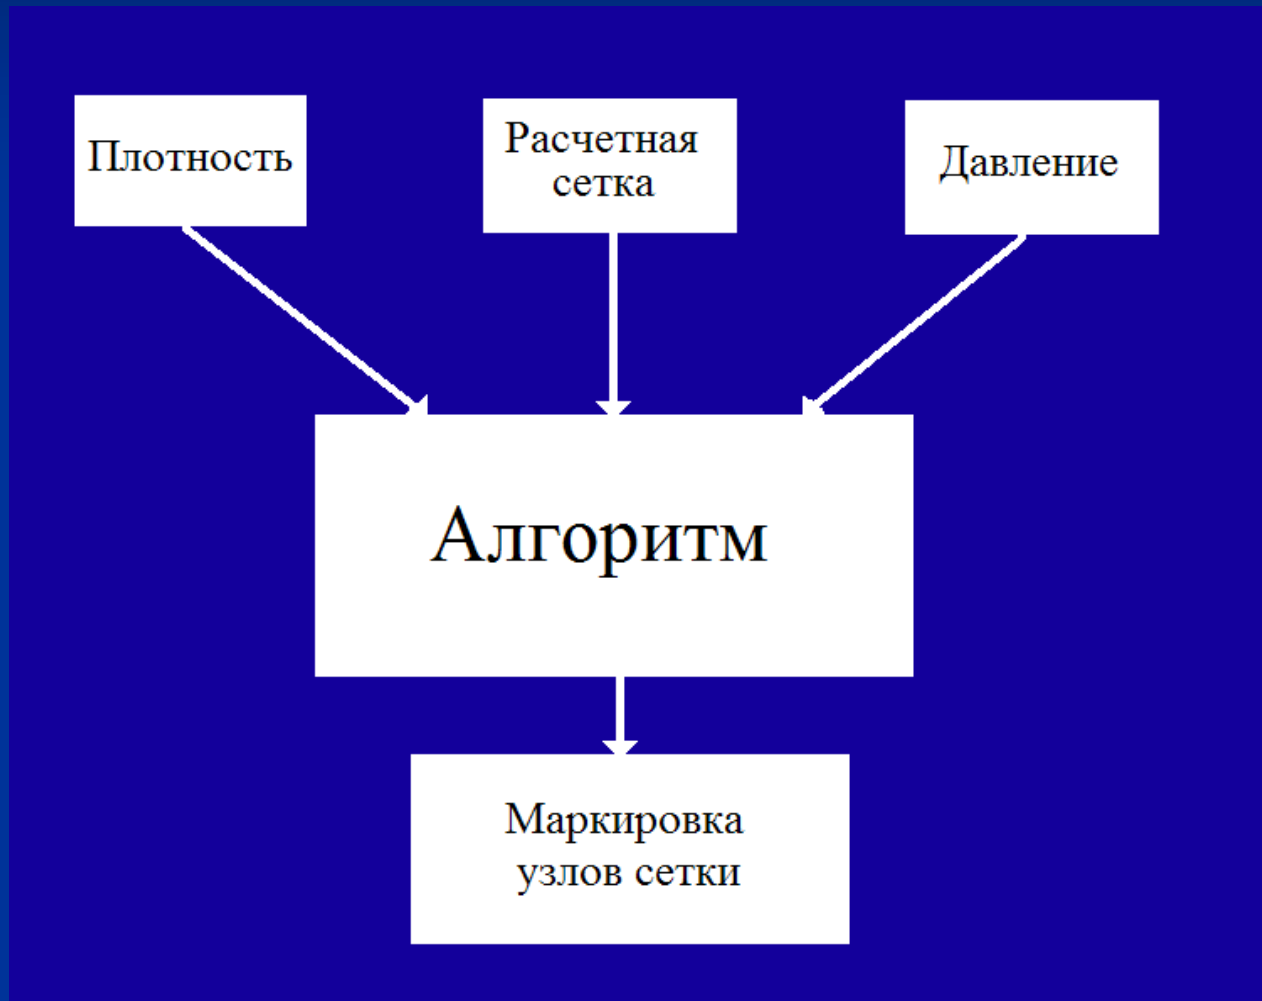 Плотность
Расчетная
сетка
Давление
Алгоритм
Маркировка
узлов сетки